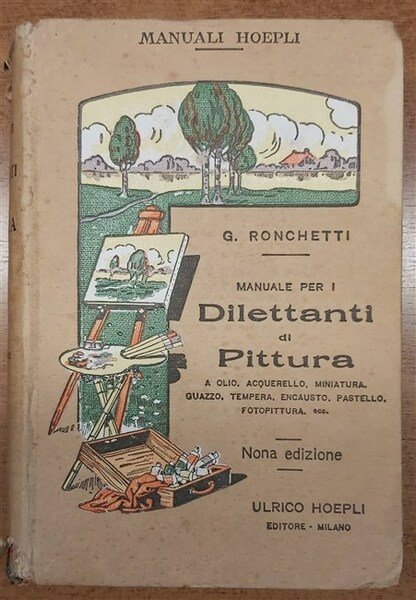 MANUALI HOEPLI
G. RONCHETTI
MANUALE PER I
Dilettanti
di
Pittura
A OLIO, ACQUERELLO, MINIATURA,
GUAZZO, TEMPERA, ENCAUSTO, PASTELLO,
FOTOPITTURA, ecc.
Nona edizione
ULRICO HOEPLI
EDITORE - MILANO